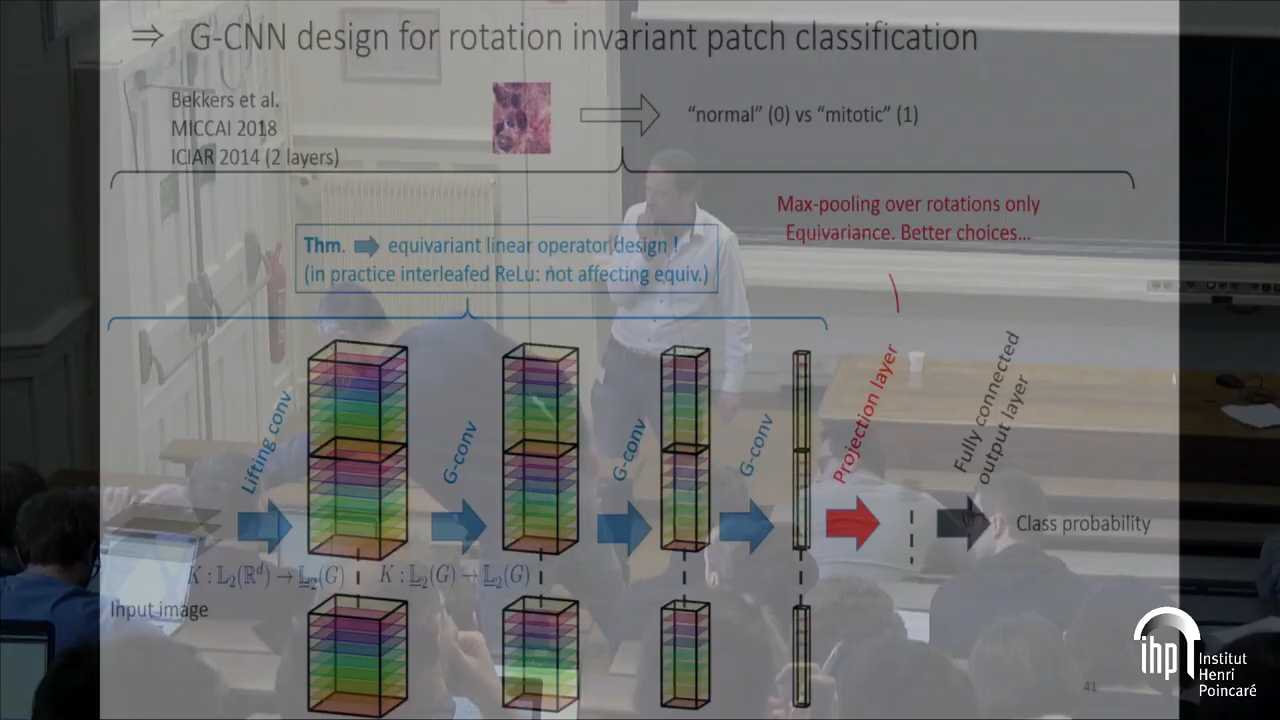 ⇒ G-CNN design for rotation invariant patch classification
Bekkers et al.
MICCAI 2018
ICIAR 2014 (2 layers)
“normal” (0) vs “mitotic” (1)
Max-pooling over rotations only
Equivariance. Better choices...
Thm. equivariant linear operator design !
(in practice interleafed ReLu: not affecting equiv.)
Lifting conv
G-conv
G-conv
G-conv
Projection layer
Fully connected
output layer
Class probability
K : 𝕃₂(ℝᵈ) → 𝕃₂(G)
K : 𝕃₂(G) → 𝕃₂(G)
Input image
41
ihp
Institut
Henri
Poincaré